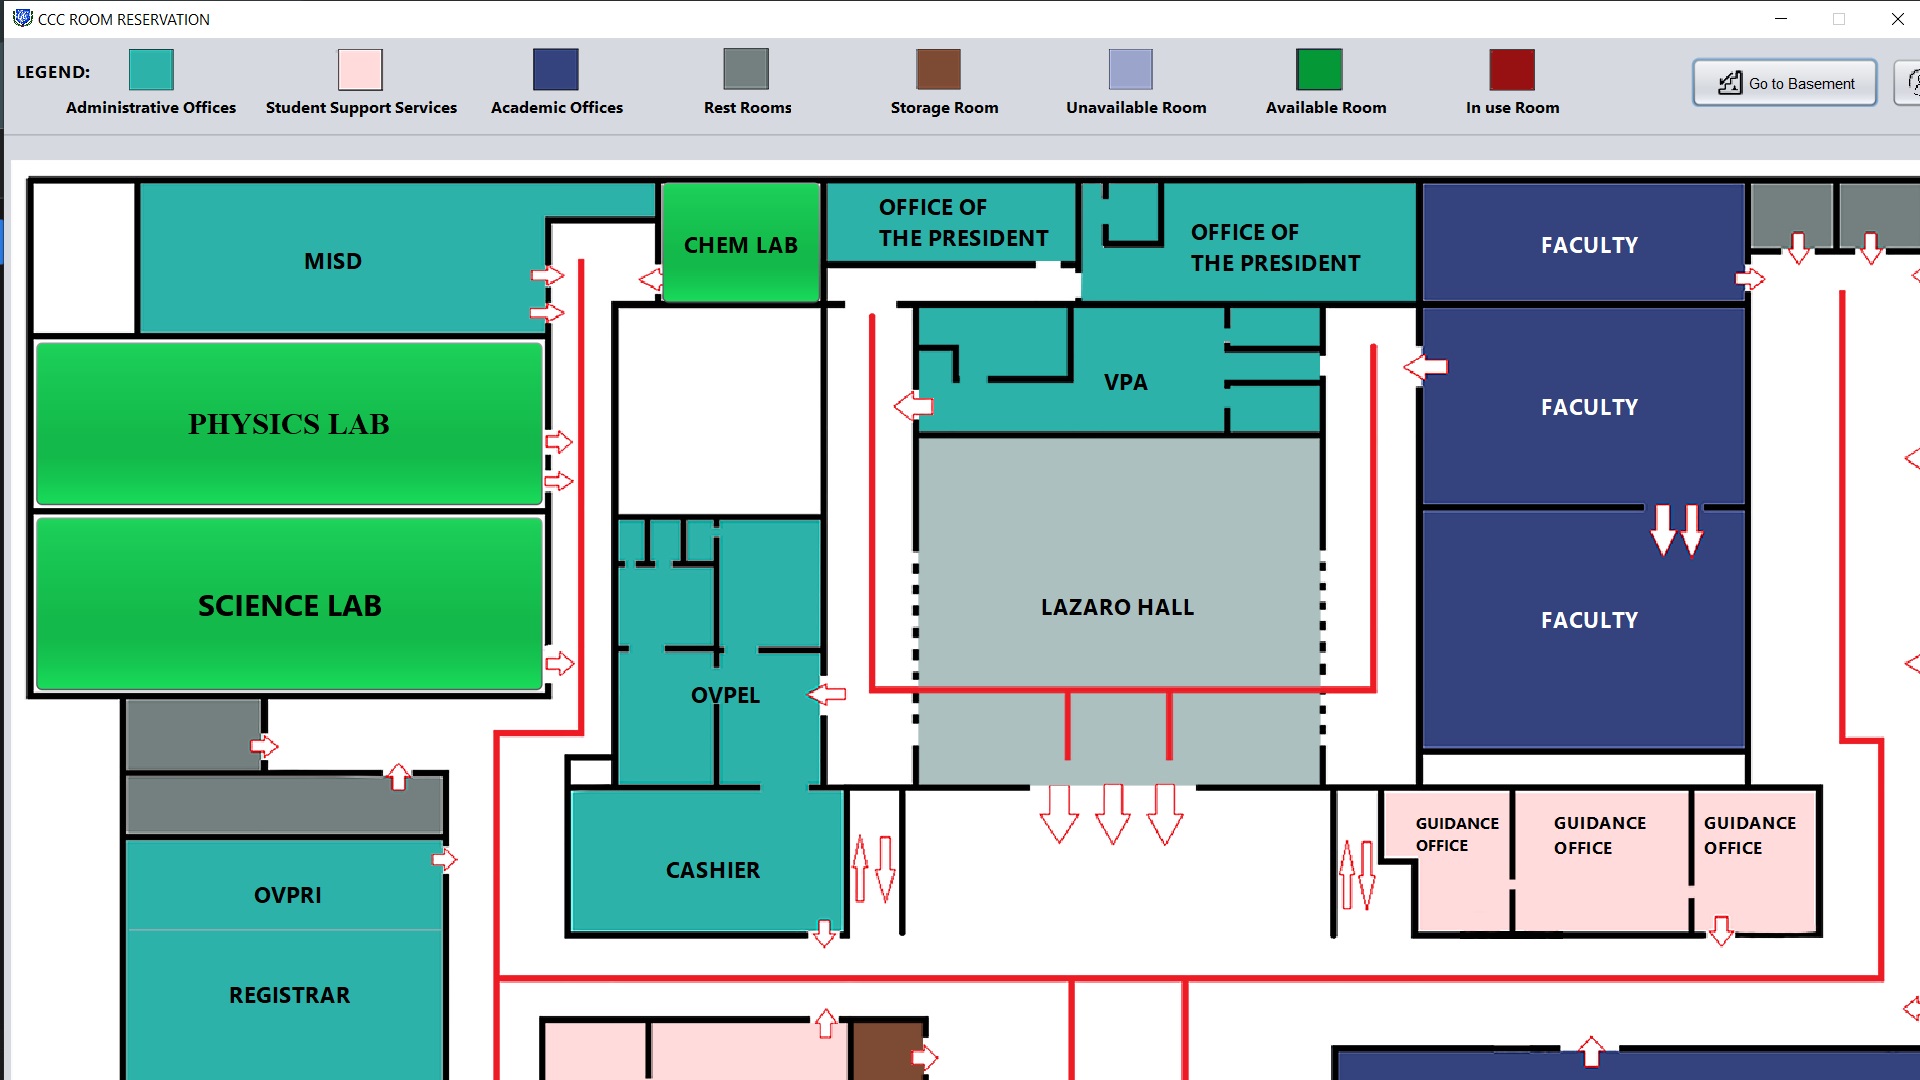 CCC ROOM RESERVATION
LEGEND:
Administrative Offices
Student Support Services
Academic Offices
Rest Rooms
Storage Room
Unavailable Room
Available Room
In use Room
Go to Basement
MISD
CHEM LAB
OFFICE OF
THE PRESIDENT
OFFICE OF
THE PRESIDENT
FACULTY
PHYSICS LAB
VPA
FACULTY
SCIENCE LAB
LAZARO HALL
FACULTY
OVPEL
GUIDANCE
OFFICE
GUIDANCE
OFFICE
GUIDANCE
OFFICE
CASHIER
OVPRI
REGISTRAR